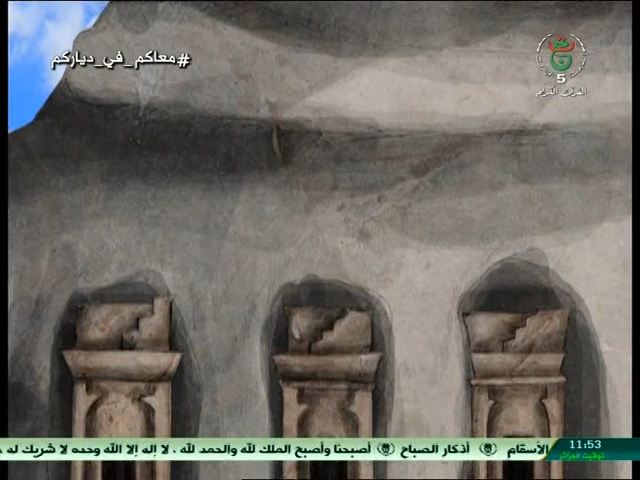 #معاكم_في_دياركم
5
القرآن الكريم
الأسقام
أذكار الصباح
أصبحنا وأصبح الملك لله والحمد لله ، لا إله إلا الله وحده لا شريك له ،
11:53
توقيت الجزائر